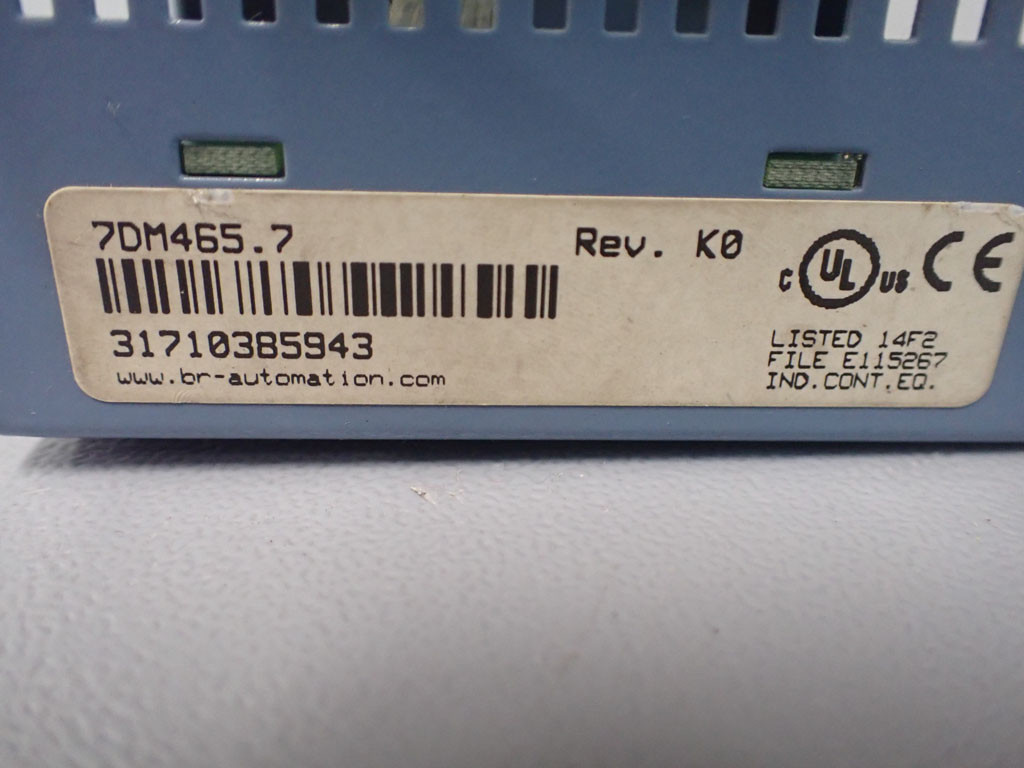 7DM465.7
Rev. K0
31710385943
www.br-automation.com
C UL US CE
LISTED 14F2
FILE E115267
IND.CONT.EQ.